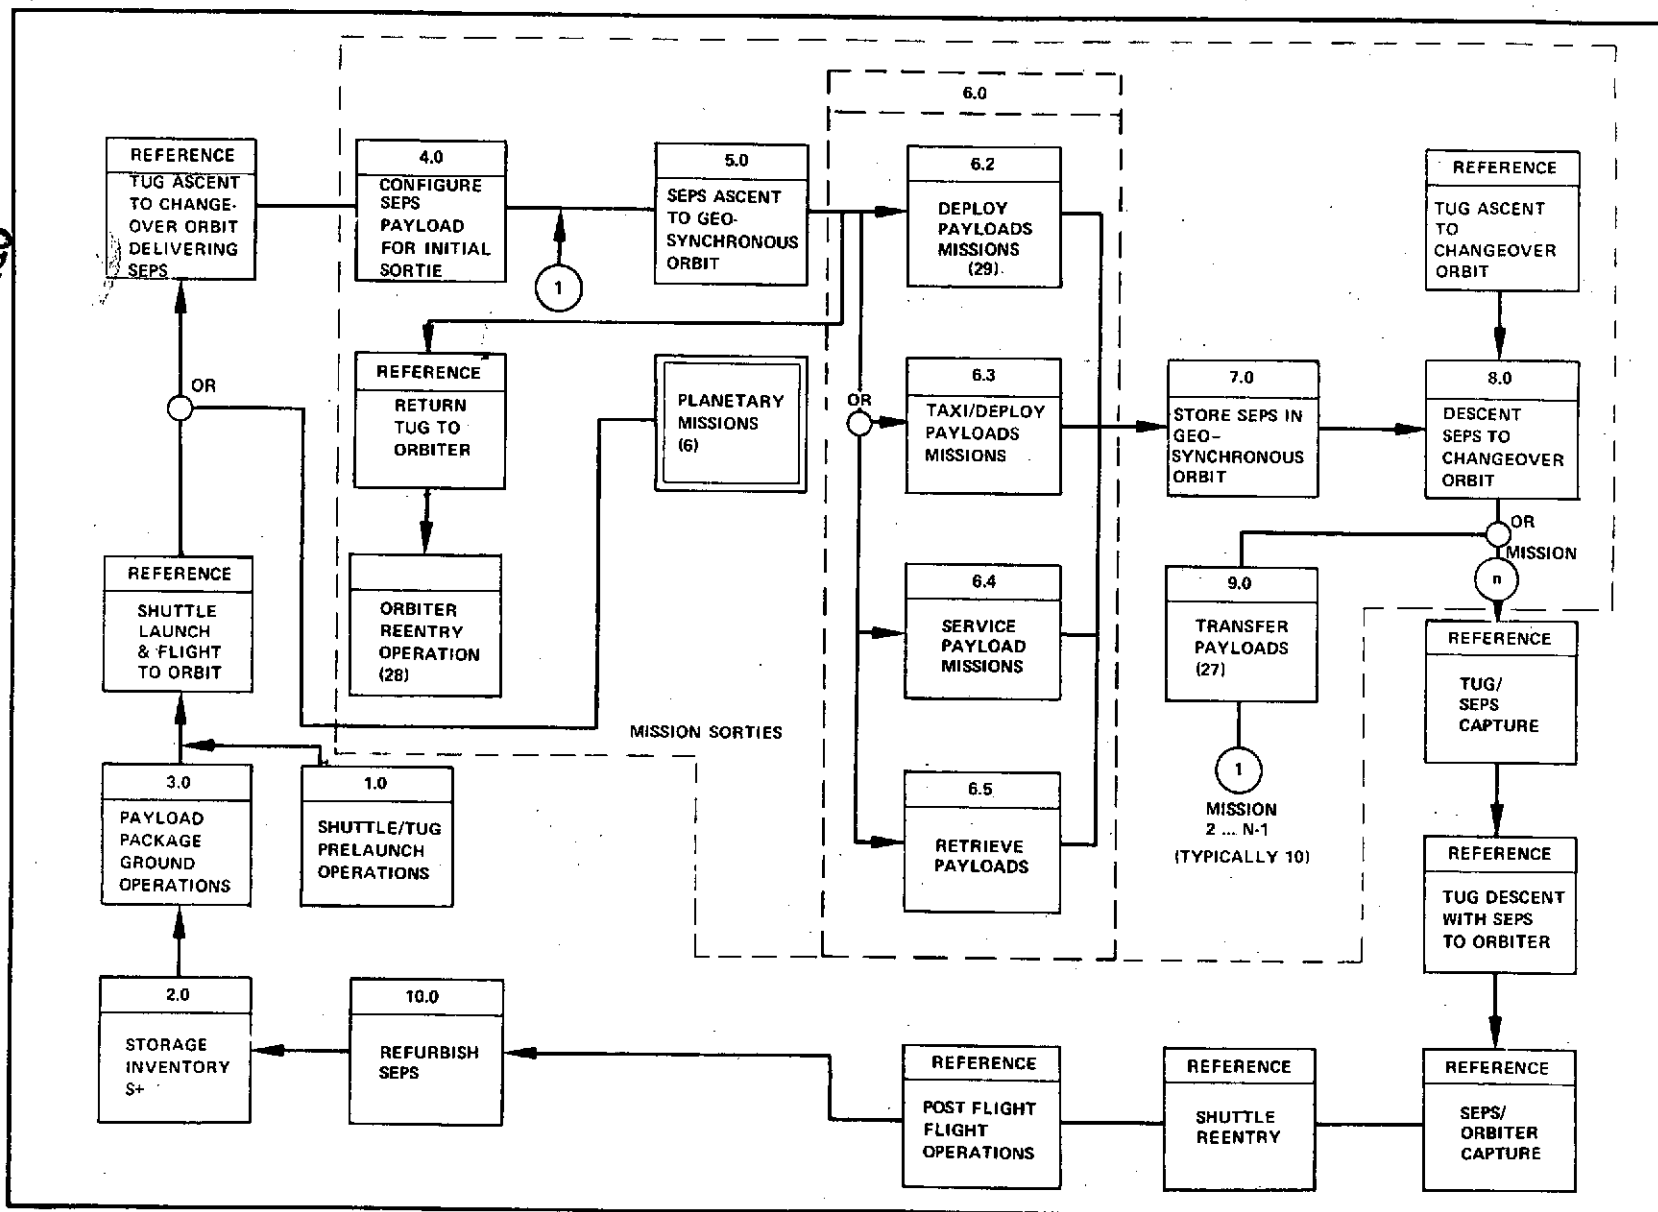 6.0
REFERENCE
TUG ASCENT
TO CHANGE-
OVER ORBIT
DELIVERING
SEPS
4.0
CONFIGURE
SEPS
PAYLOAD
FOR INITIAL
SORTIE
1
5.0
SEPS ASCENT
TO GEO-
SYNCHRONOUS
ORBIT
6.2
DEPLOY
PAYLOADS
MISSIONS
(29)
REFERENCE
TUG ASCENT
TO
CHANGEOVER
ORBIT
OR
REFERENCE
RETURN
TUG TO
ORBITER
PLANETARY
MISSIONS
(6)
OR
6.3
TAXI/DEPLOY
PAYLOADS
MISSIONS
7.0
STORE SEPS IN
GEO-
SYNCHRONOUS
ORBIT
8.0
DESCENT
SEPS TO
CHANGEOVER
ORBIT
OR
MISSION
n
REFERENCE
SHUTTLE
LAUNCH
& FLIGHT
TO ORBIT
ORBITER
REENTRY
OPERATION
(28)
6.4
SERVICE
PAYLOAD
MISSIONS
9.0
TRANSFER
PAYLOADS
(27)
1
MISSION
2 ... N-1
(TYPICALLY 10)
REFERENCE
TUG/
SEPS
CAPTURE
MISSION SORTIES
3.0
PAYLOAD
PACKAGE
GROUND
OPERATIONS
1.0
SHUTTLE/TUG
PRELAUNCH
OPERATIONS
6.5
RETRIEVE
PAYLOADS
REFERENCE
TUG DESCENT
WITH SEPS
TO ORBITER
2.0
STORAGE
INVENTORY
S+
10.0
REFURBISH
SEPS
REFERENCE
POST FLIGHT
FLIGHT
OPERATIONS
REFERENCE
SHUTTLE
REENTRY
REFERENCE
SEPS/
ORBITER
CAPTURE